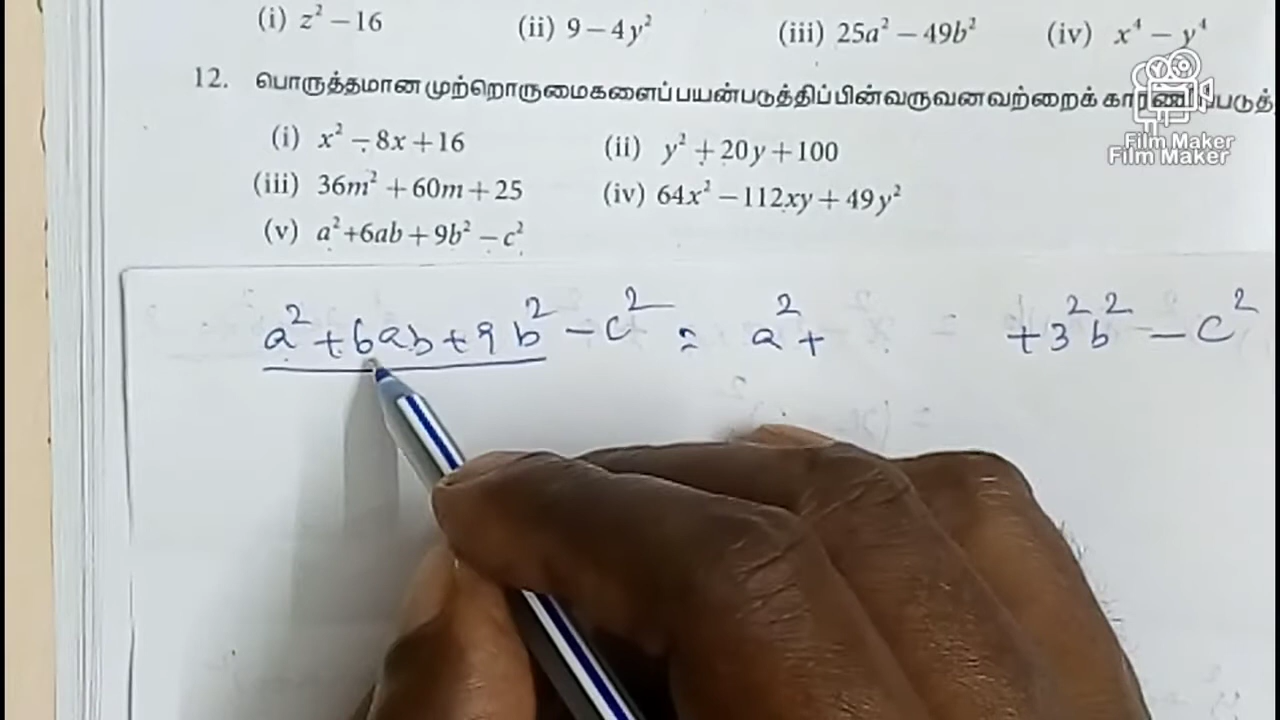 (i) z² − 16 (ii) 9 − 4y² (iii) 25a² − 49b² (iv) x⁴ − y⁴
12. பொருத்தமான முற்றொருமைகளைப் பயன்படுத்திப் பின்வருவனவற்றைக்
(i) x² − 8x + 16 (ii) y² + 20y + 100
Film Maker
Film Maker
(iii) 36m² + 60m + 25 (iv) 64x² − 112xy + 49y²
(v) a² + 6ab + 9b² − c²
a² + 6ab + 9b² − c² = a² + + 3²b² − c²